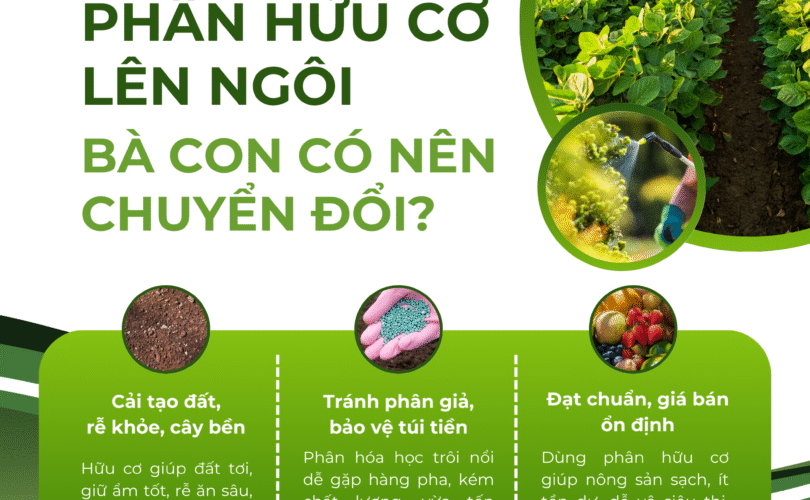 PHÂN HỮU CƠ
LÊN NGÔI
BÀ CON CÓ NÊN
CHUYỂN ĐỔI?
Cải tạo đất,
rễ khỏe, cây bền
Hữu cơ giúp đất tơi,
giữ ẩm tốt, rễ ăn sâu,
Tránh phân giả,
bảo vệ túi tiền
Phân hóa học trôi nổi
dễ gặp hàng pha, kém
Đạt chuẩn, giá bán
ổn định
Dùng phân hữu cơ
giúp nông sản sạch, ít